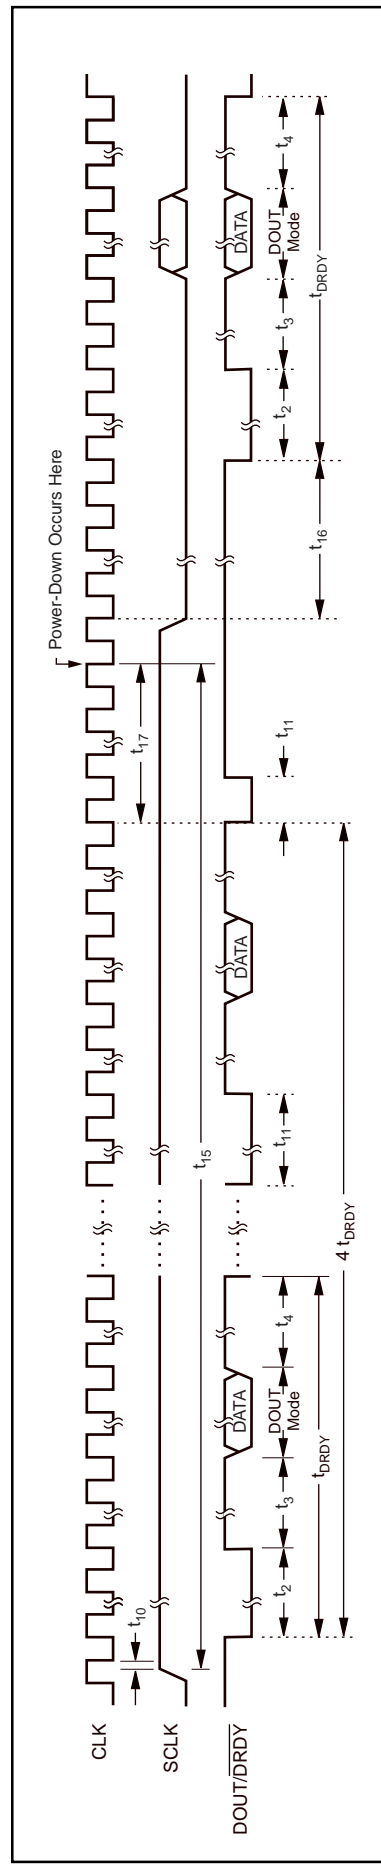 Power-Down Occurs Here
CLK
t10
t17
SCLK
t15
DOUT/DRDY
DATA
DATA
DATA
t2
t3
DOUT
Mode
t4
t11
t11
t16
t2
t3
DOUT
Mode
t4
tDRDY
4 tDRDY
tDRDY